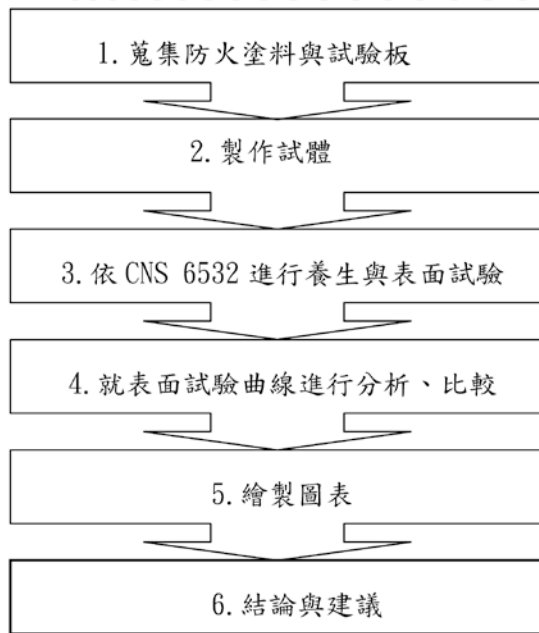 1.蒐集防火塗料與試驗板
2.製作試體
3.依 CNS 6532 進行養生與表面試驗
4.就表面試驗曲線進行分析、比較
5.繪製圖表
6.結論與建議